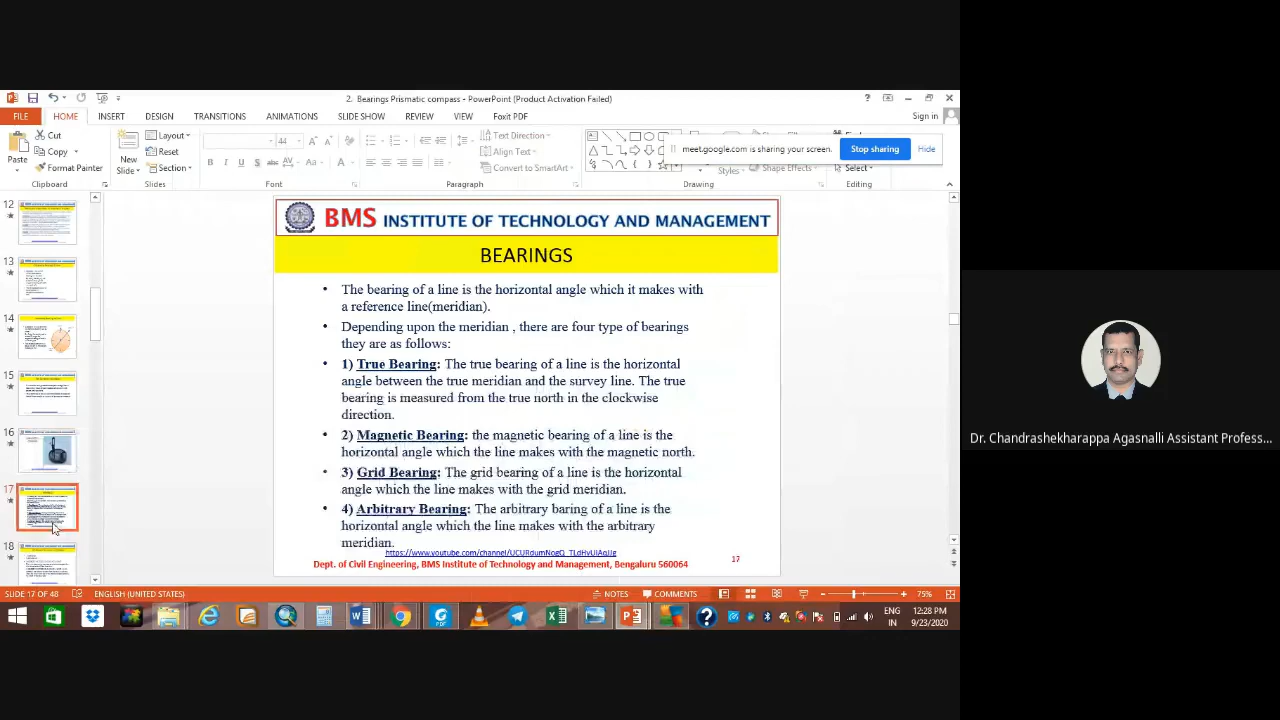 2. Bearings Prismatic compass - PowerPoint (Product Activation Failed)
Sign in
FILE HOME INSERT DESIGN TRANSITIONS ANIMATIONS SLIDE SHOW REVIEW VIEW Foxit PDF
Cut
Copy
Format Painter
Paste
Clipboard
New
Slide
Layout
Reset
Section
Slides
44
Font
Text Direction
Align Text
Convert to SmartArt
Paragraph
Styles
Shape Effects
Drawing
Select
Editing
meet.google.com is sharing your screen.
Stop sharing
Hide
12
13
14
15
16
17
18
BMS INSTITUTE OF TECHNOLOGY AND MANAGEMENT
BEARINGS
• The bearing of a line is the horizontal angle which it makes with
a reference line(meridian).
• Depending upon the meridian , there are four type of bearings
they are as follows:
• 1) True Bearing: The true bearing of a line is the horizontal
angle between the true meridian and the survey line. The true
bearing is measured from the true north in the clockwise
direction.
• 2) Magnetic Bearing: the magnetic bearing of a line is the
horizontal angle which the line makes with the magnetic north.
• 3) Grid Bearing: The grid bearing of a line is the horizontal
angle which the line makes with the grid meridian.
• 4) Arbitrary Bearing: The arbitrary baring of a line is the
horizontal angle which the line makes with the arbitrary
meridian.
Dept. of Civil Engineering, BMS Institute of Technology and Management, Bengaluru 560064
17
Dr. Chandrashekharappa Agasnalli Assistant Profess...
SLIDE 17 OF 48 ENGLISH (UNITED STATES) NOTES COMMENTS 75%
ENG
IN
12:28 PM
9/23/2020